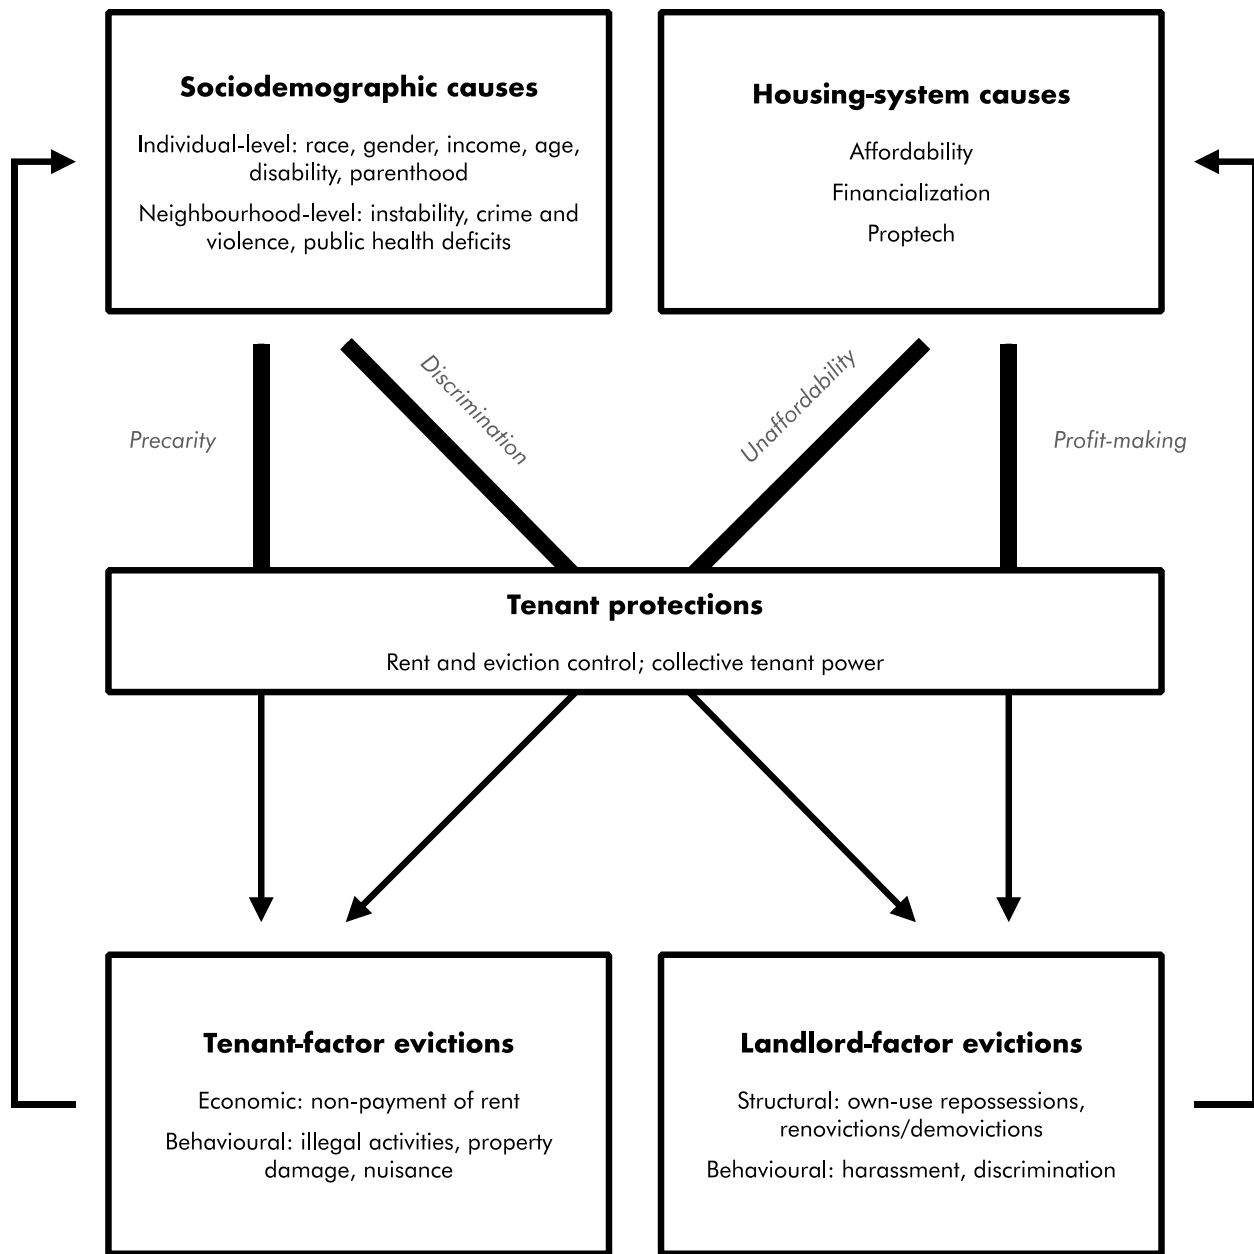 Sociodemographic causes
Individual-level: race, gender, income, age,
disability, parenthood
Neighbourhood-level: instability, crime and
violence, public health deficits
Housing-system causes
Affordability
Financialization
Proptech
Precarity
Discrimination
Unaffordability
Profit-making
Tenant protections
Rent and eviction control; collective tenant power
Tenant-factor evictions
Economic: non-payment of rent
Behavioural: illegal activities, property
damage, nuisance
Landlord-factor evictions
Structural: own-use repossessions,
renovictions/demovictions
Behavioural: harassment, discrimination